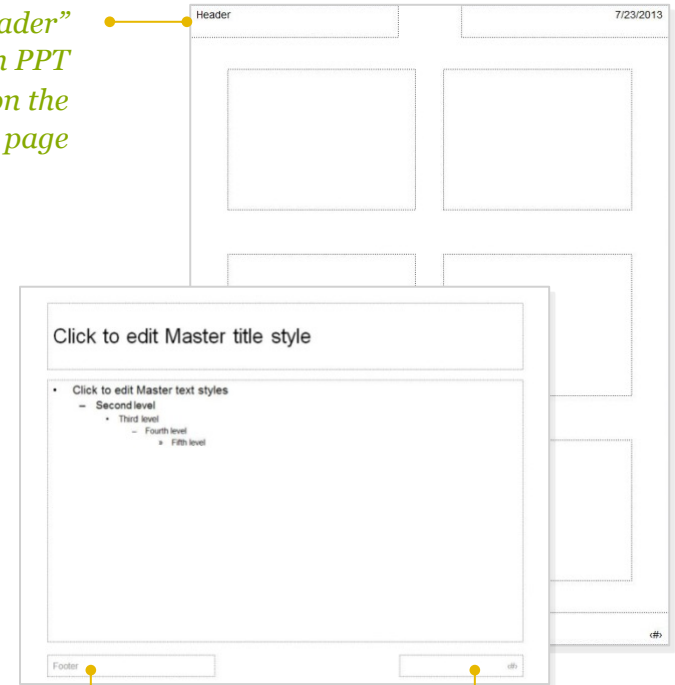 ader”
n PPT
on the
page
Header
7/23/2013
Click to edit Master title style
• Click to edit Master text styles
– Second level
• Third level
– Fourth level
» Fifth level
‹#›
Footer
‹#›